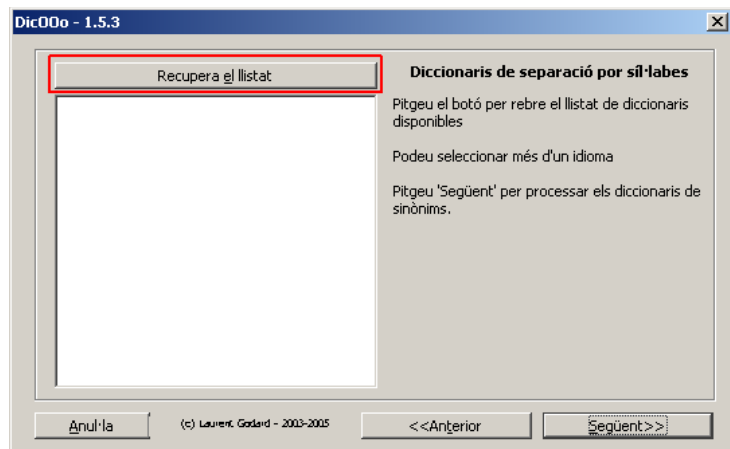 DicOOo - 1.5.3
Recupera el llistat
Diccionaris de separació por síl·labes
Pitgeu el botó per rebre el llistat de diccionaris
disponibles
Podeu seleccionar més d'un idioma
Pitgeu 'Següent' per processar els diccionaris de
sinònims.
Anul·la
(c) Laurent Godard - 2003-2005
<<Anterior
Següent>>